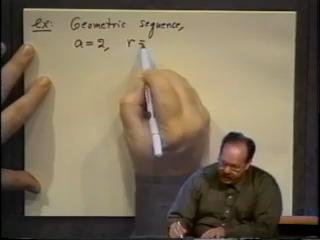 ex: Geometric sequence,
a = 2, r =